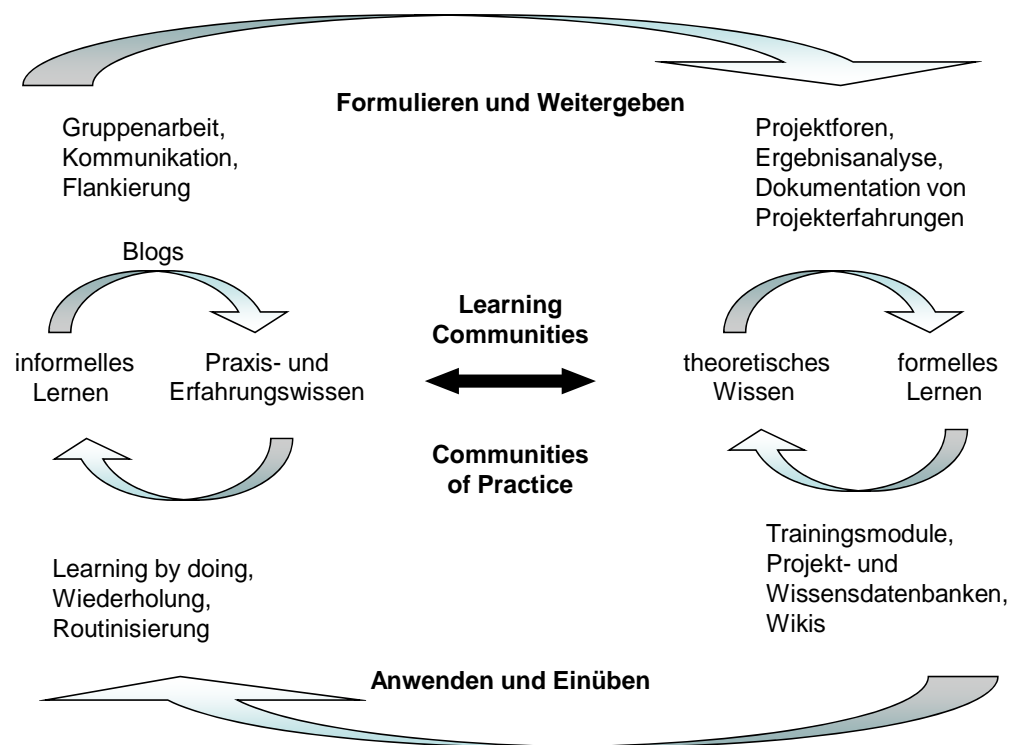 Formulieren und Weitergeben
Gruppenarbeit,
Kommunikation,
Flankierung
Projektforen,
Ergebnisanalyse,
Dokumentation von
Projekterfahrungen
Blogs
informelles
Lernen
Praxis- und
Erfahrungswissen
Learning
Communities
Communities
of Practice
theoretisches
Wissen
formelles
Lernen
Learning by doing,
Wiederholung,
Routinisierung
Trainingsmodule,
Projekt- und
Wissensdatenbanken,
Wikis
Anwenden und Einüben